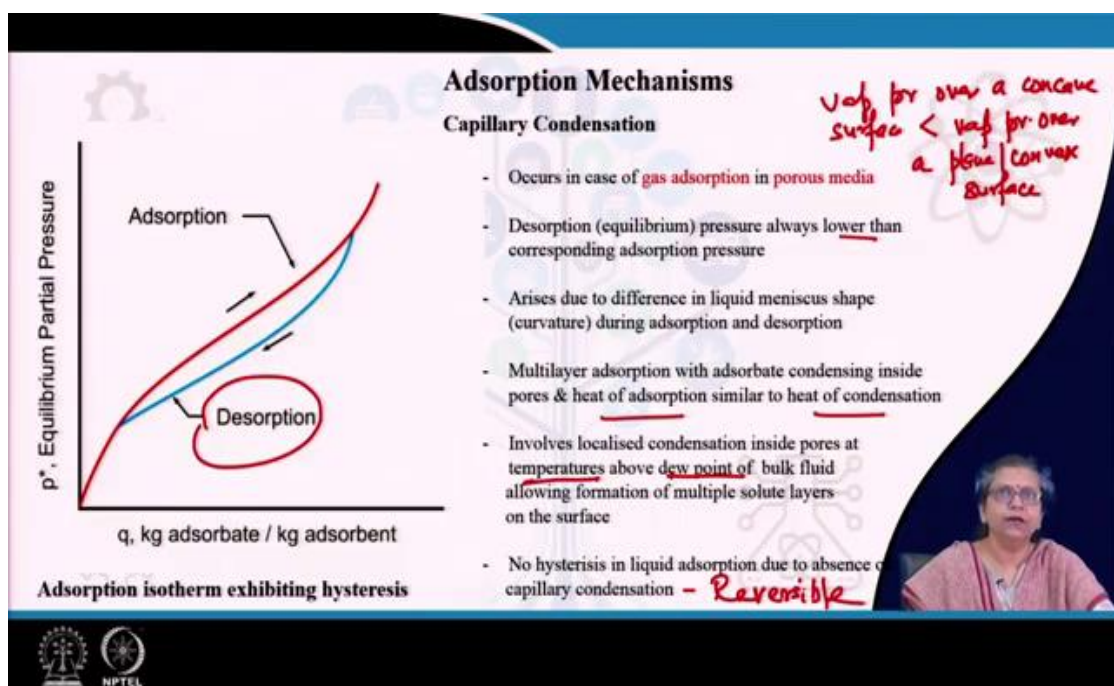 Adsorption Mechanisms
Vap pr over a concave
surface < vap pr. over
a plane/convex
surface
Capillary Condensation
- Occurs in case of gas adsorption in porous media
- Desorption (equilibrium) pressure always lower than
corresponding adsorption pressure
- Arises due to difference in liquid meniscus shape
(curvature) during adsorption and desorption
- Multilayer adsorption with adsorbate condensing inside
pores & heat of adsorption similar to heat of condensation
- Involves localised condensation inside pores at
temperatures above dew point of bulk fluid
allowing formation of multiple solute layers
on the surface
- No hysterisis in liquid adsorption due to absence
capillary condensation - Reversible
p*, Equilibrium Partial Pressure
Adsorption
Desorption
q, kg adsorbate / kg adsorbent
Adsorption isotherm exhibiting hysteresis
NPTEL